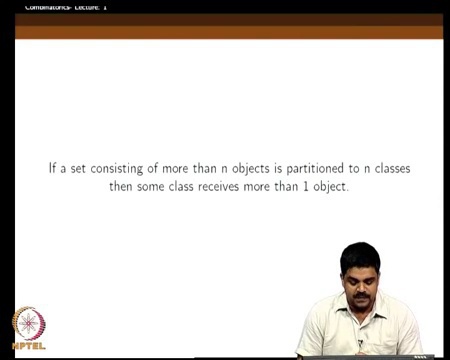 Combinatorics- Lecture: 1
If a set consisting of more than n objects is partitioned to n classes
then some class receives more than 1 object.
NPTEL